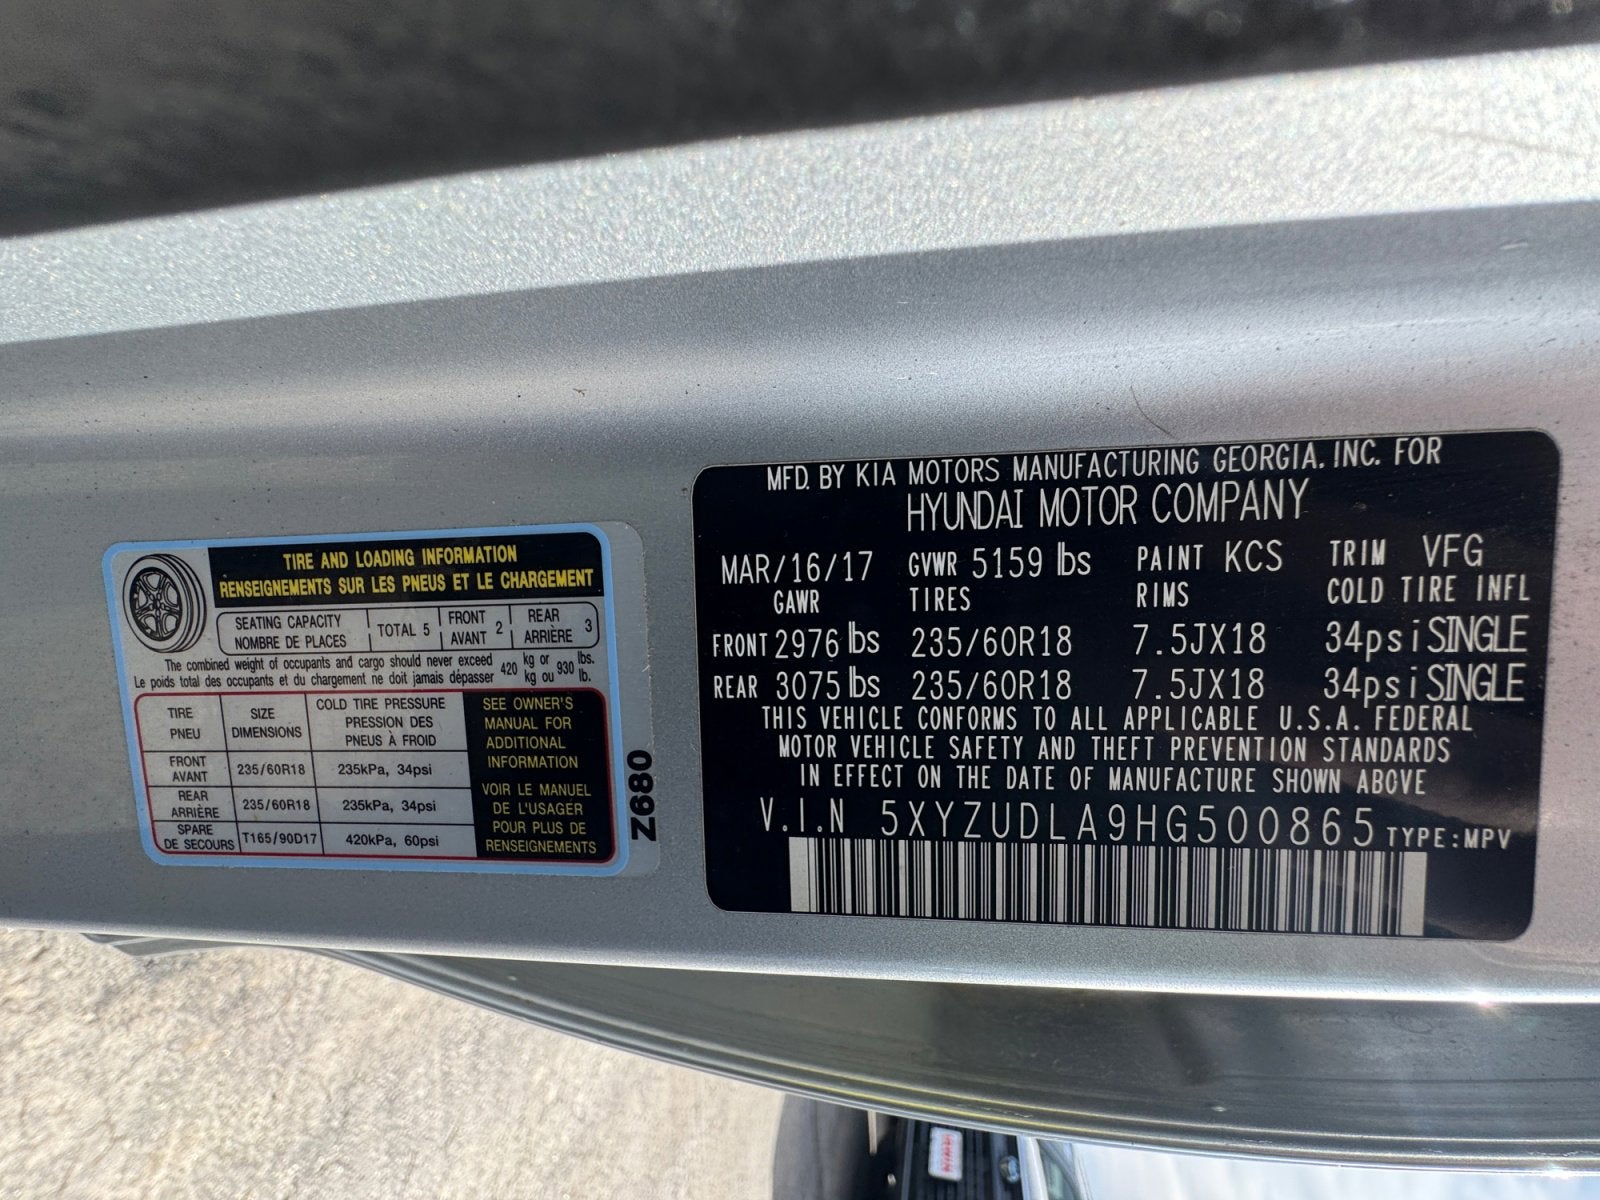 TIRE AND LOADING INFORMATION
RENSEIGNEMENTS SUR LES PNEUS ET LE CHARGEMENT
SEATING CAPACITY
NOMBRE DE PLACES
TOTAL 5
FRONT
AVANT 2
REAR
ARRIÈRE 3
The combined weight of occupants and cargo should never exceed 420 kg or 930 lbs.
Le poids total des occupants et du chargement ne doit jamais dépasser 420 kg ou 930 lb.
TIRE
PNEU
SIZE
DIMENSIONS
COLD TIRE PRESSURE
PRESSION DES
PNEUS À FROID
FRONT
AVANT
235/60R18
235kPa, 34psi
REAR
ARRIÈRE
235/60R18
235kPa, 34psi
SPARE
DE SECOURS
T165/90D17
420kPa, 60psi
SEE OWNER'S
MANUAL FOR
ADDITIONAL
INFORMATION
VOIR LE MANUEL
DE L'USAGER
POUR PLUS DE
RENSEIGNEMENTS
Z680
MFD. BY KIA MOTORS MANUFACTURING GEORGIA. INC. FOR
HYUNDAI MOTOR COMPANY
MAR/16/17 GVWR 5159 lbs PAINT KCS TRIM VFG
GAWR TIRES RIMS COLD TIRE INFL
FRONT 2976 lbs 235/60R18 7.5JX18 34psi SINGLE
REAR 3075 lbs 235/60R18 7.5JX18 34psi SINGLE
THIS VEHICLE CONFORMS TO ALL APPLICABLE U.S.A. FEDERAL
MOTOR VEHICLE SAFETY AND THEFT PREVENTION STANDARDS
IN EFFECT ON THE DATE OF MANUFACTURE SHOWN ABOVE
V.I.N 5XYZUDLA9HG500865 TYPE:MPV